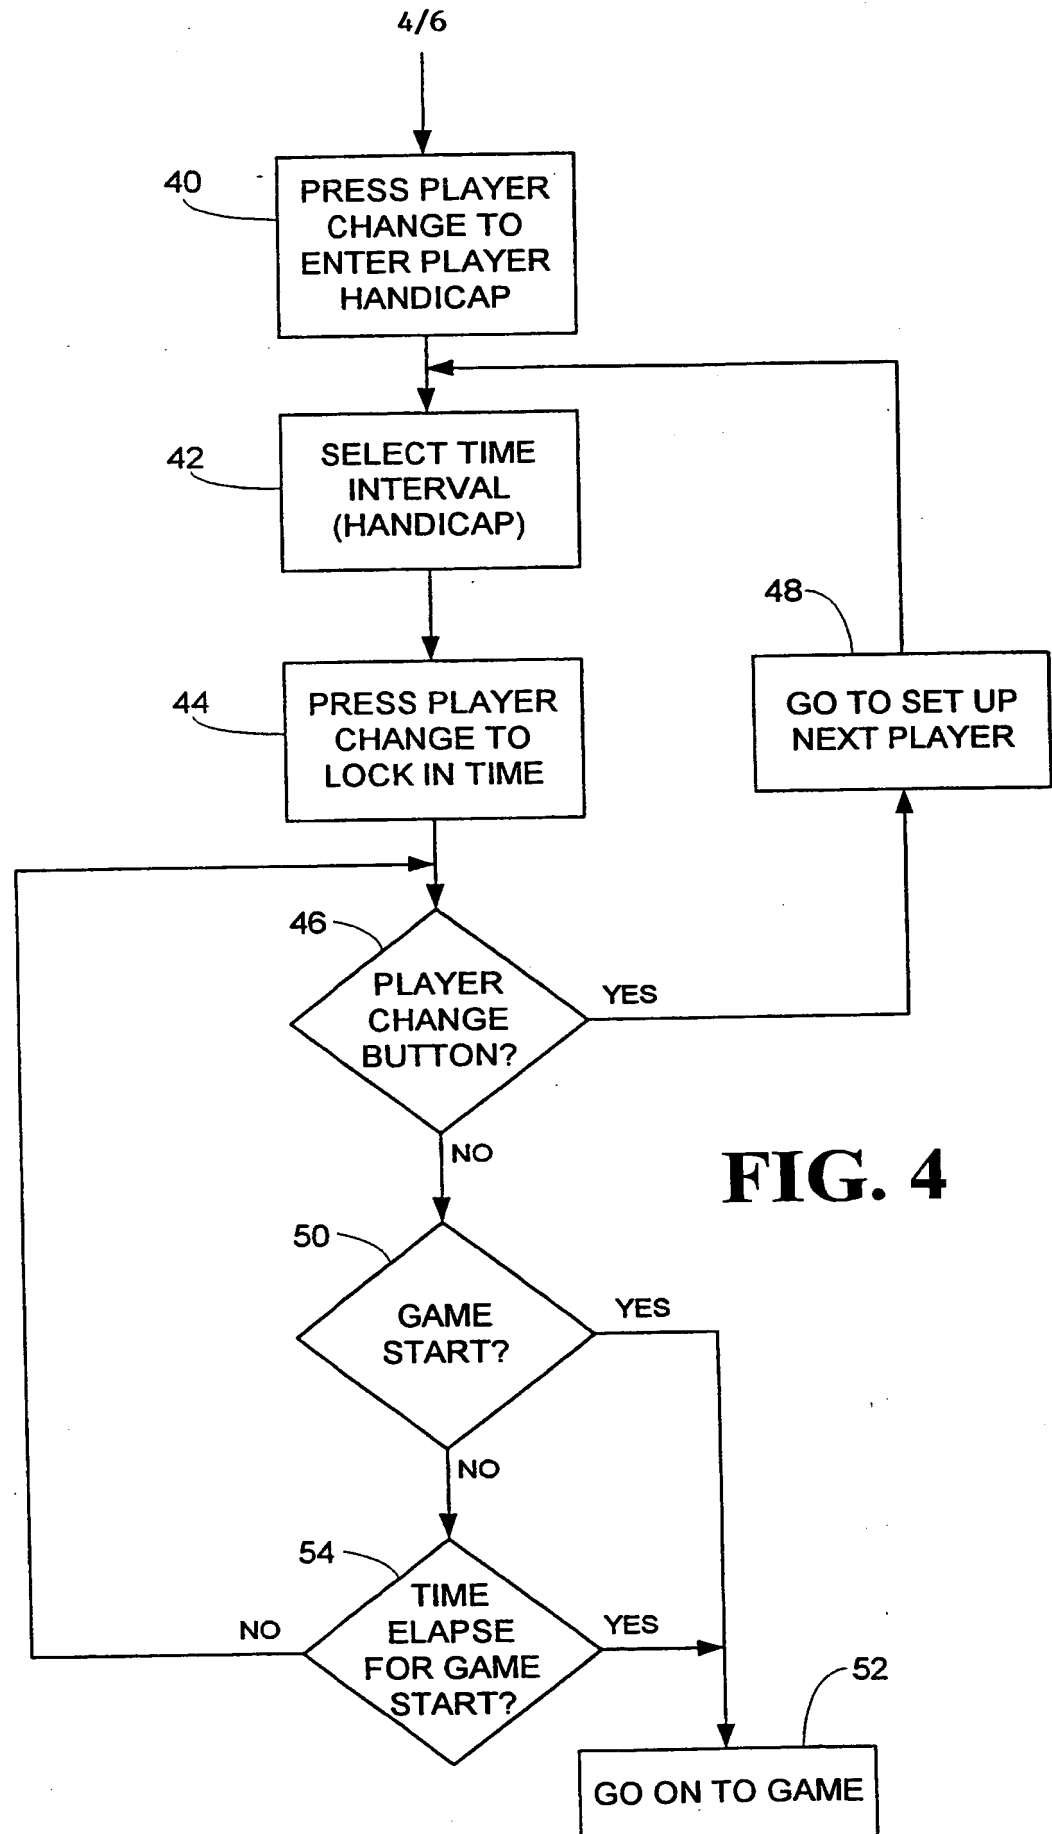 4/6
40
PRESS PLAYER
CHANGE TO
ENTER PLAYER
HANDICAP
42
SELECT TIME
INTERVAL
(HANDICAP)
48
GO TO SET UP
NEXT PLAYER
44
PRESS PLAYER
CHANGE TO
LOCK IN TIME
46
PLAYER
CHANGE
BUTTON?
YES
NO
FIG. 4
50
GAME
START?
YES
NO
54
TIME
ELAPSE
FOR GAME
START?
NO
YES
52
GO ON TO GAME